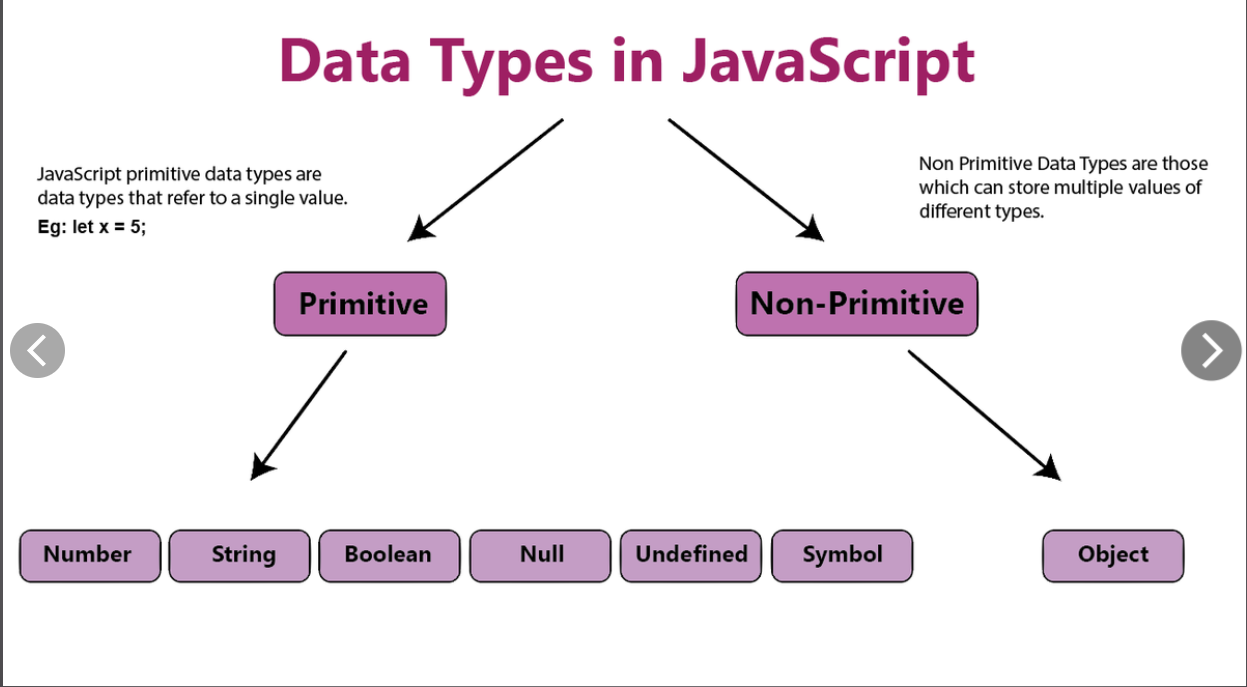 Data Types in JavaScript
JavaScript primitive data types are
data types that refer to a single value.
Eg: let x = 5;
Non Primitive Data Types are those
which can store multiple values of
different types.
Primitive
Non-Primitive
Number
String
Boolean
Null
Undefined
Symbol
Object